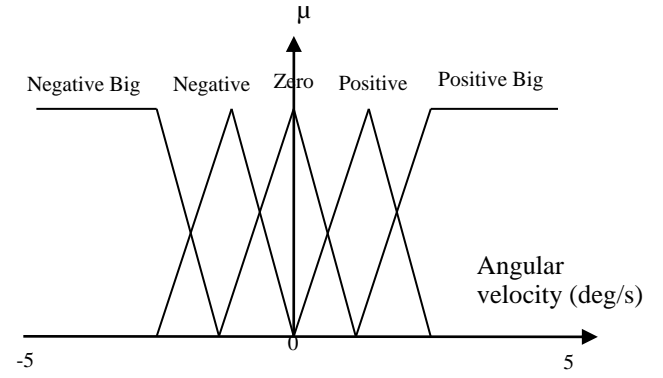 μ
Negative Big
Negative
Zero
Positive
Positive Big
Angular
velocity (deg/s)
-5
0
5